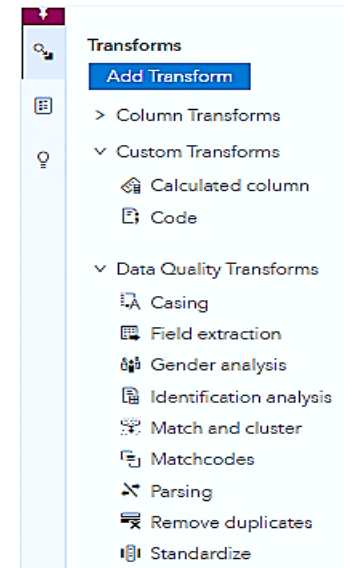 Transforms
Add Transform
Column Transforms
Custom Transforms
Calculated column
Code
Data Quality Transforms
Casing
Field extraction
Gender analysis
Identification analysis
Match and cluster
Matchcodes
Parsing
Remove duplicates
Standardize